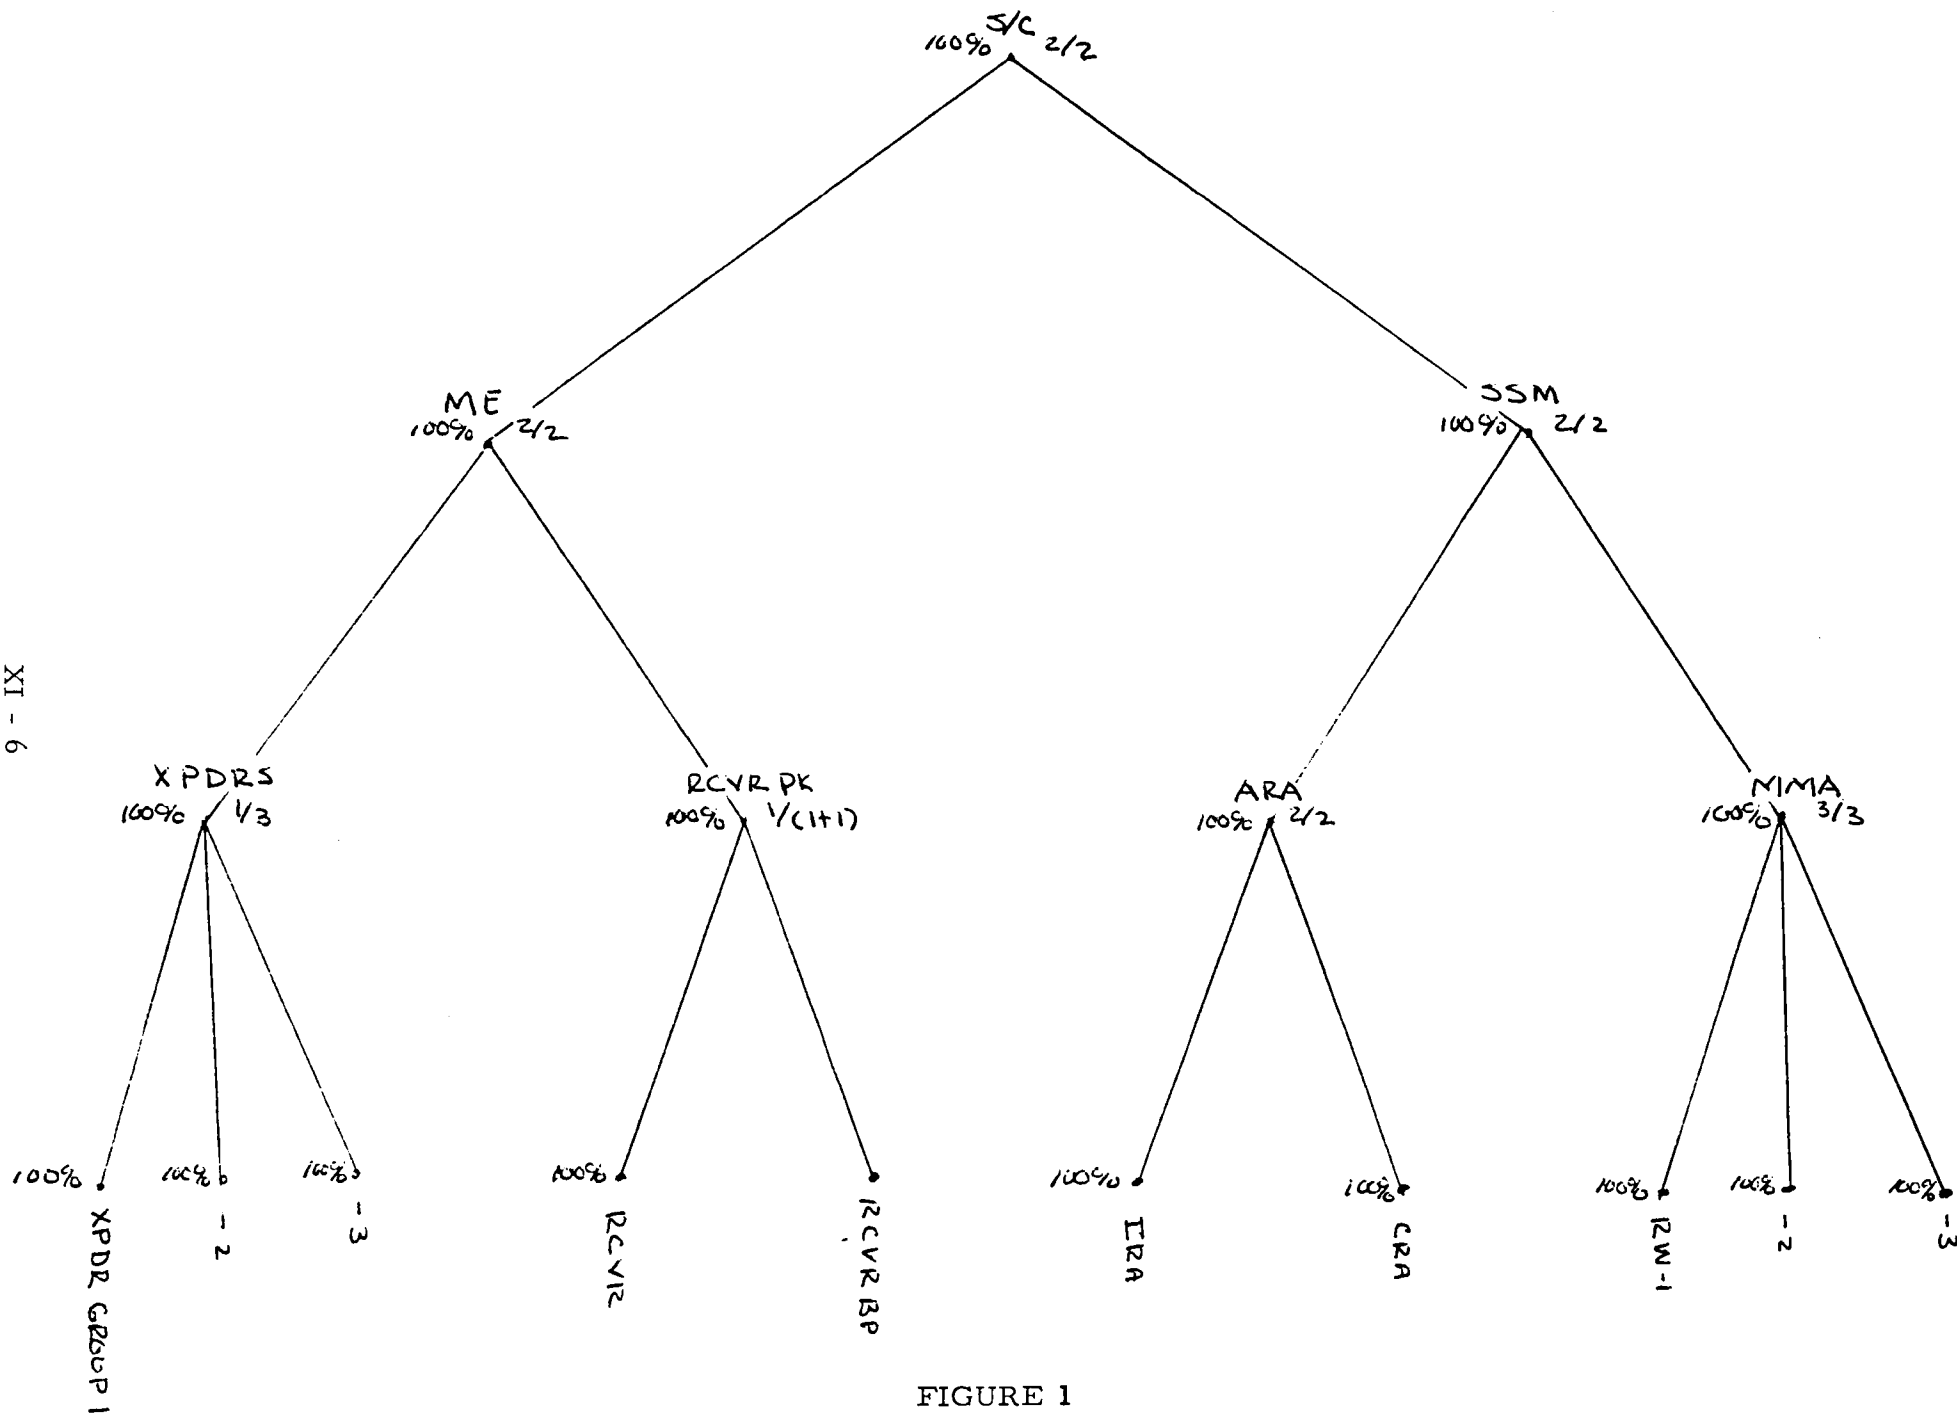 S/C
100% 2/2
ME
100% 2/2
SSM
100% 2/2
XPDRS
100% 1/3
RCVR PK
100% 1/(1+1)
ARA
100% 2/2
MMA
100% 3/3
100%
100%
100%
100%
100%
100%
100%
100%
100%
XPDR GROUP 1
-2
-3
RCVR
RCVR BP
IRA
CRA
RW-1
-2
-3
XI - 6
FIGURE 1